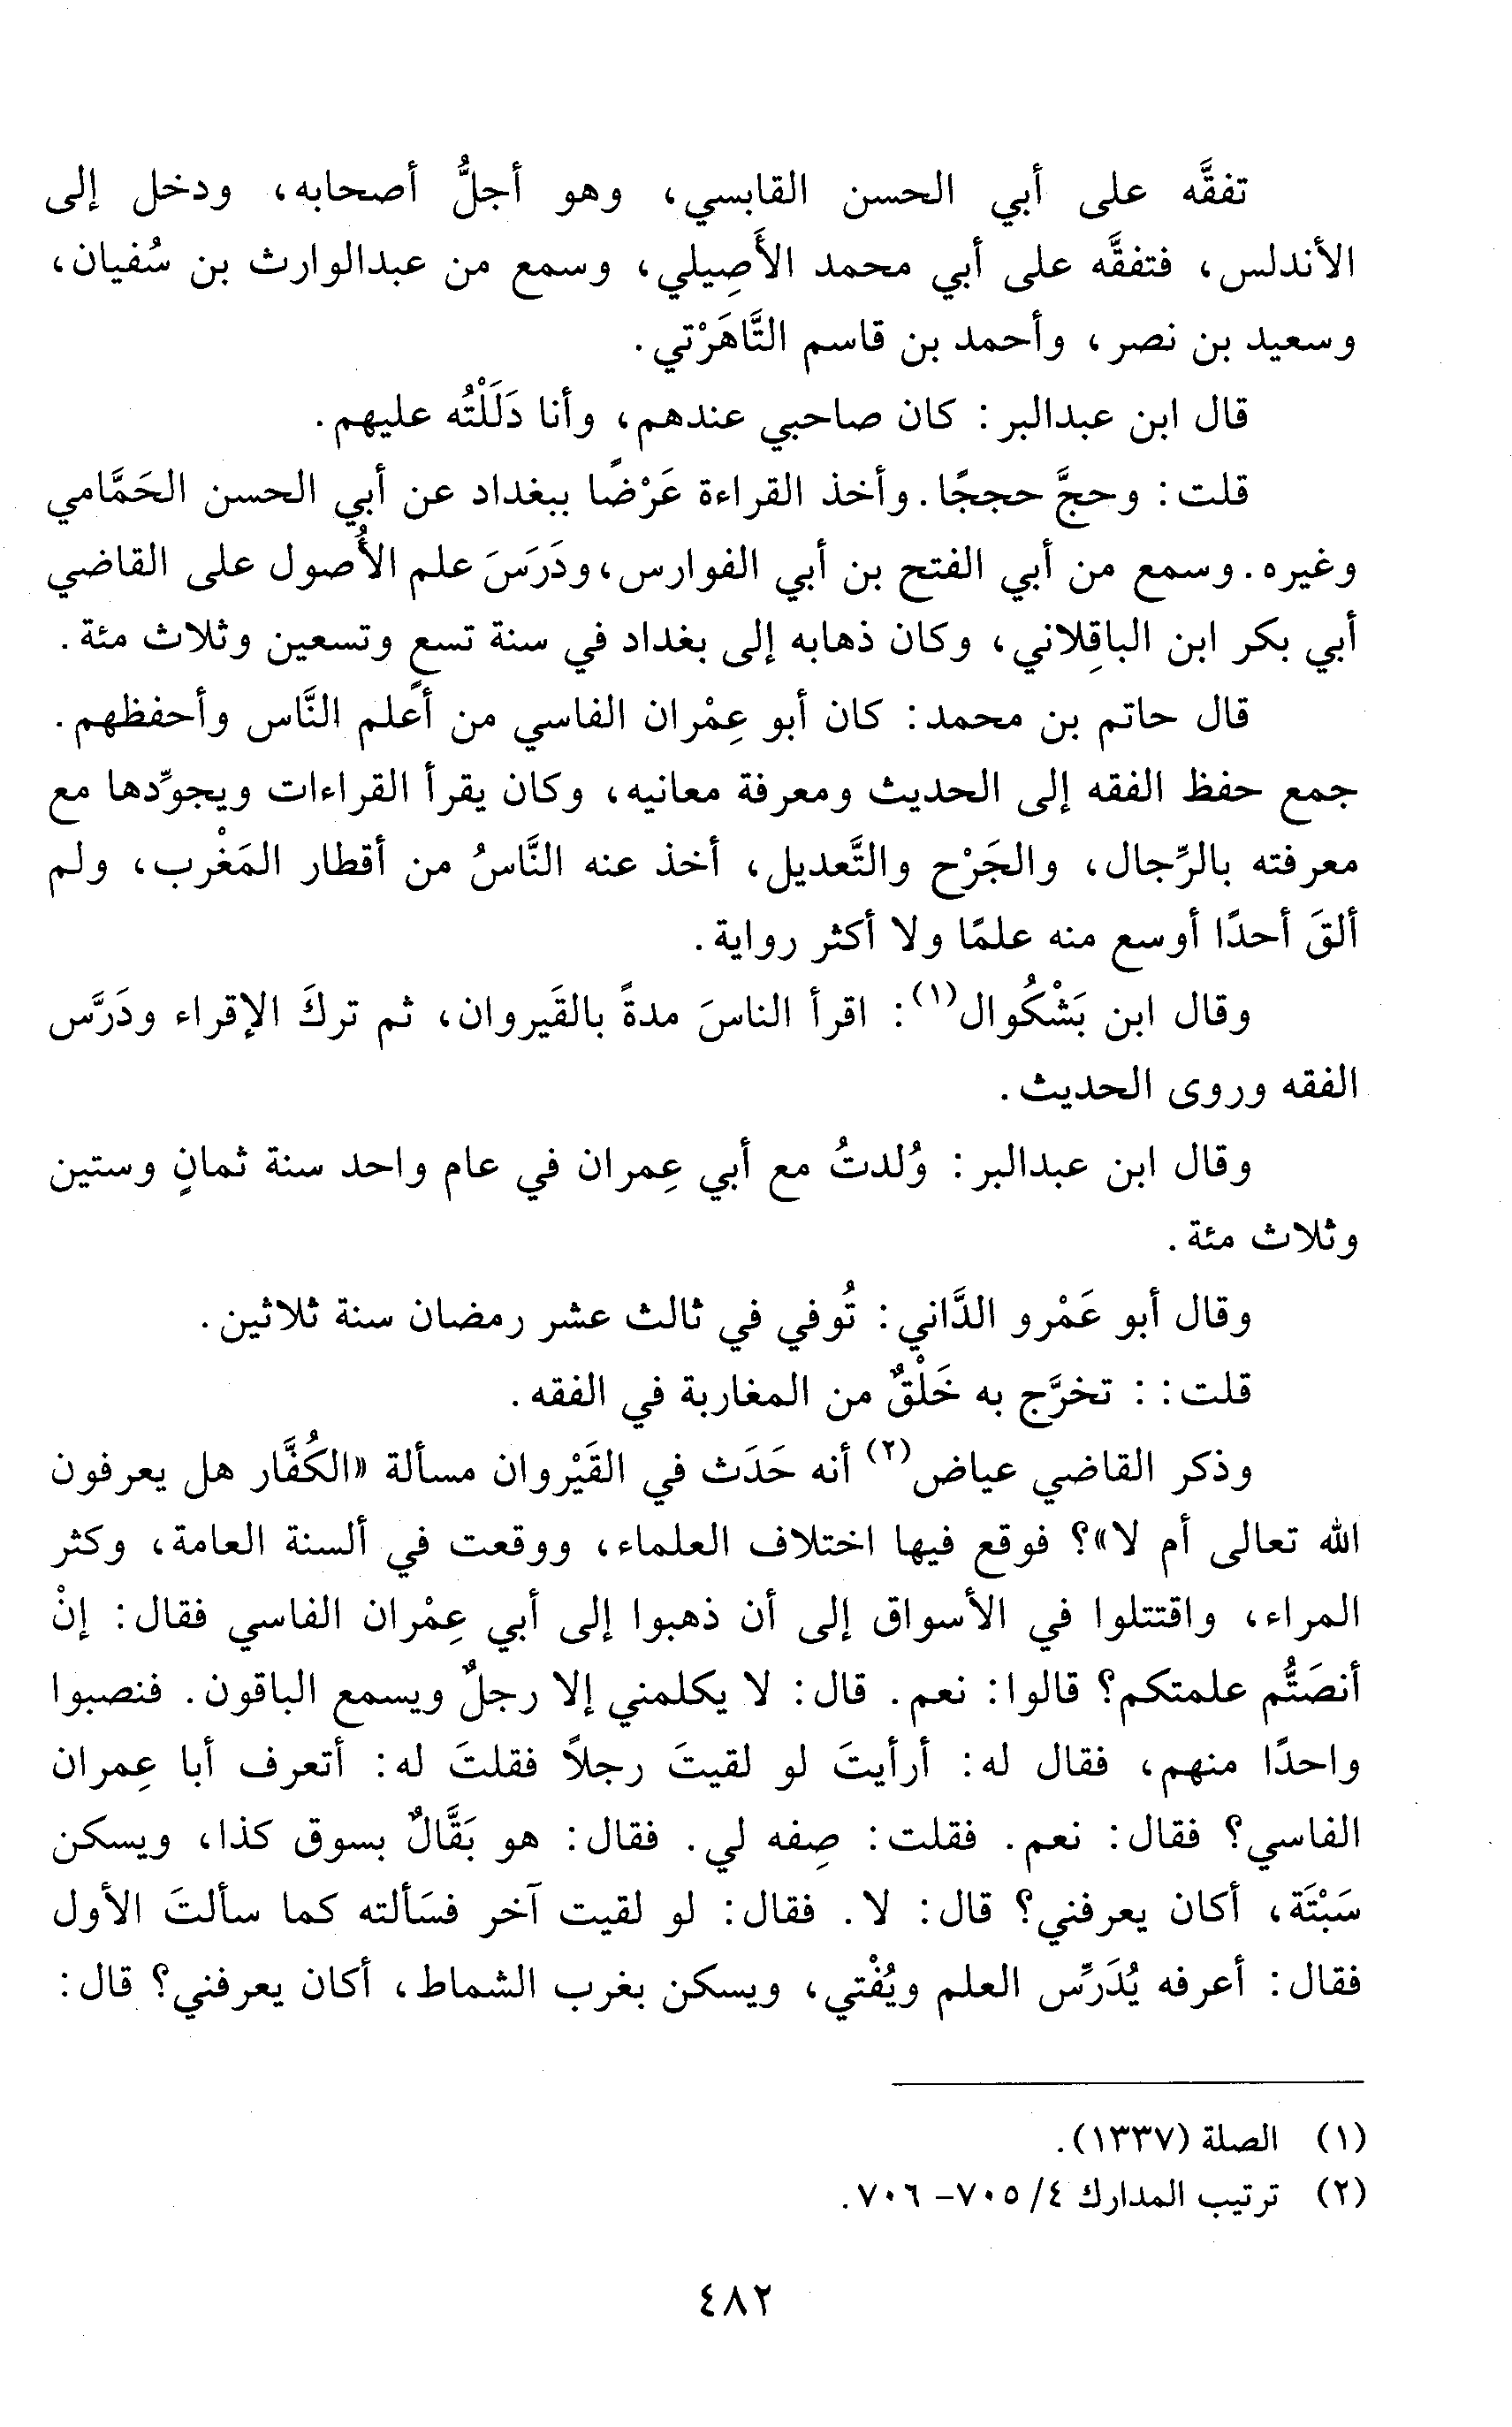 تفقَّه على أبي الحسن القابسي، وهو أجلُّ أصحابه، ودخل إلى
الأندلس، فتفقَّه على أبي محمد الأَصِيلي، وسمع من عبدالوارث بن سُفيان،
وسعيد بن نصر، وأحمد بن قاسم التَّاهَرْتي.
قال ابن عبدالبر: كان صاحبي عندهم، وأنا دَلَلْتُه عليهم.
قلت: وحجَّ حججًا. وأخذ القراءة عَرْضًا ببغداد عن أبي الحسن الحَمَّامي
وغيره. وسمع من أبي الفتح بن أبي الفوارس، ودَرَسَ علم الأُصول على القاضي
أبي بكر ابن الباقِلاني، وكان ذهابه إلى بغداد في سنة تسع وتسعين وثلاث مئة.
قال حاتم بن محمد: كان أبو عِمْران الفاسي من أعلم النَّاس وأحفظهم.
جمع حفظ الفقه إلى الحديث ومعرفة معانيه، وكان يقرأ القراءات ويجوِّدها مع
معرفته بالرِّجال، والجَرْح والتَّعديل، أخذ عنه النَّاسُ من أقطار المَغْرب، ولم
ألقَ أحدًا أوسع منه علمًا ولا أكثر رواية.
وقال ابن بَشْكُوال(١): اقرأ الناسَ مدةً بالقَيروان، ثم تركَ الإقراء ودَرَّس
الفقه وروى الحديث.
وقال ابن عبدالبر: وُلدتُ مع أبي عِمران في عام واحد سنة ثمانٍ وستين
وثلاث مئة.
وقال أبو عَمْرو الدَّاني: تُوفي في ثالث عشر رمضان سنة ثلاثين.
قلت: : تخرَّج به خَلْقٌ من المغاربة في الفقه.
وذكر القاضي عياض(٢) أنه حَدَث في القَيْروان مسألة «الكُفَّار هل يعرفون
الله تعالى أم لا»؟ فوقع فيها اختلاف العلماء، ووقعت في ألسنة العامة، وكثر
المراء، واقتتلوا في الأسواق إلى أن ذهبوا إلى أبي عِمْران الفاسي فقال: إنْ
أنصَتُّم علمتكم؟ قالوا: نعم. قال: لا يكلمني إلا رجلٌ ويسمع الباقون. فنصبوا
واحدًا منهم، فقال له: أرأيتَ لو لقيتَ رجلاً فقلتَ له: أتعرف أبا عِمران
الفاسي؟ فقال: نعم. فقلت: صِفه لي. فقال: هو بَقَّالٌ بسوق كذا، ويسكن
سَبْتَة، أكان يعرفني؟ قال: لا. فقال: لو لقيت آخر فسَألته كما سألتَ الأول
فقال: أعرفه يُدَرِّس العلم ويُفْتي، ويسكن بغرب الشماط، أكان يعرفني؟ قال:
(١) الصلة (١٣٣٧).
(٢) ترتيب المدارك ٤/ ٧٠٥- ٧٠٦.
٤٨٢